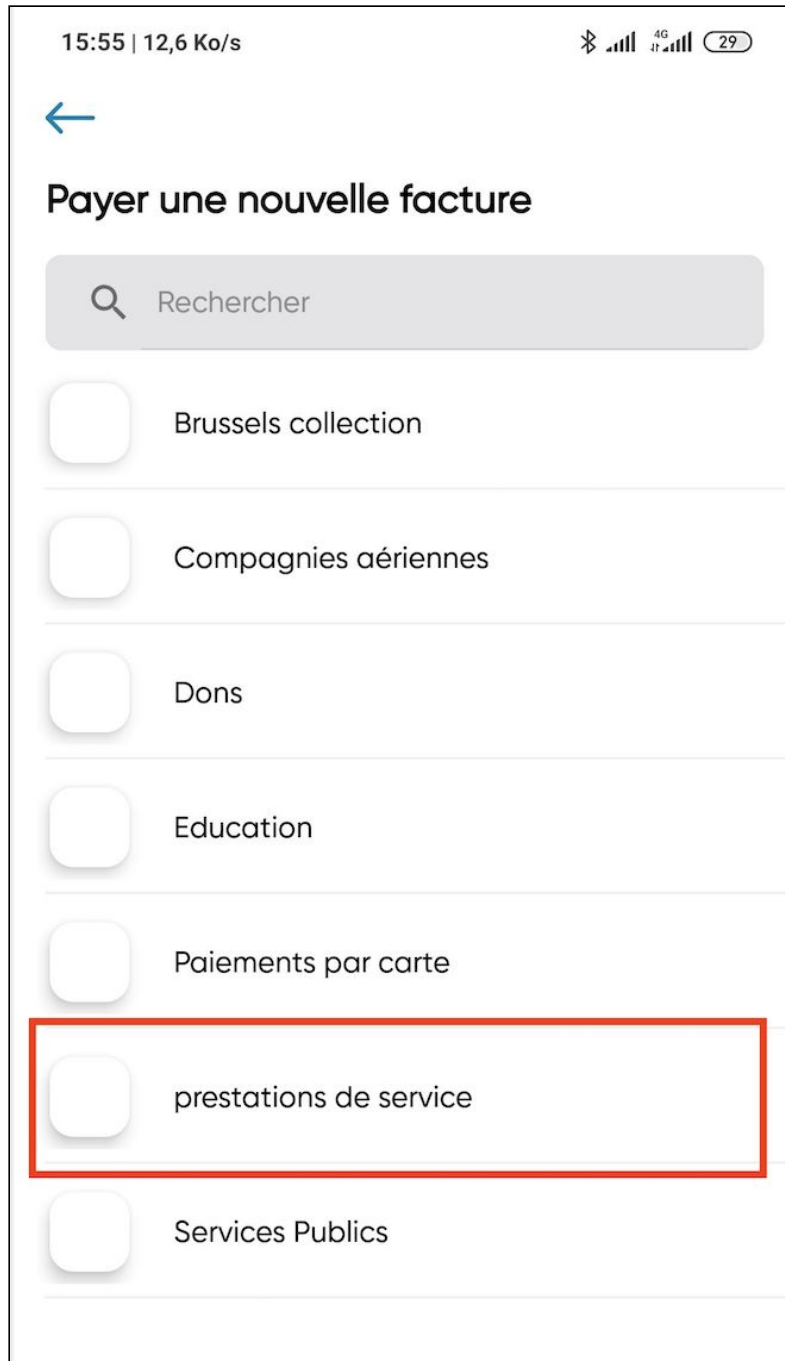 15:55 | 12,6 Ko/s 4G 29
Payer une nouvelle facture
Rechercher
Brussels collection
Compagnies aériennes
Dons
Education
Paiements par carte
prestations de service
Services Publics